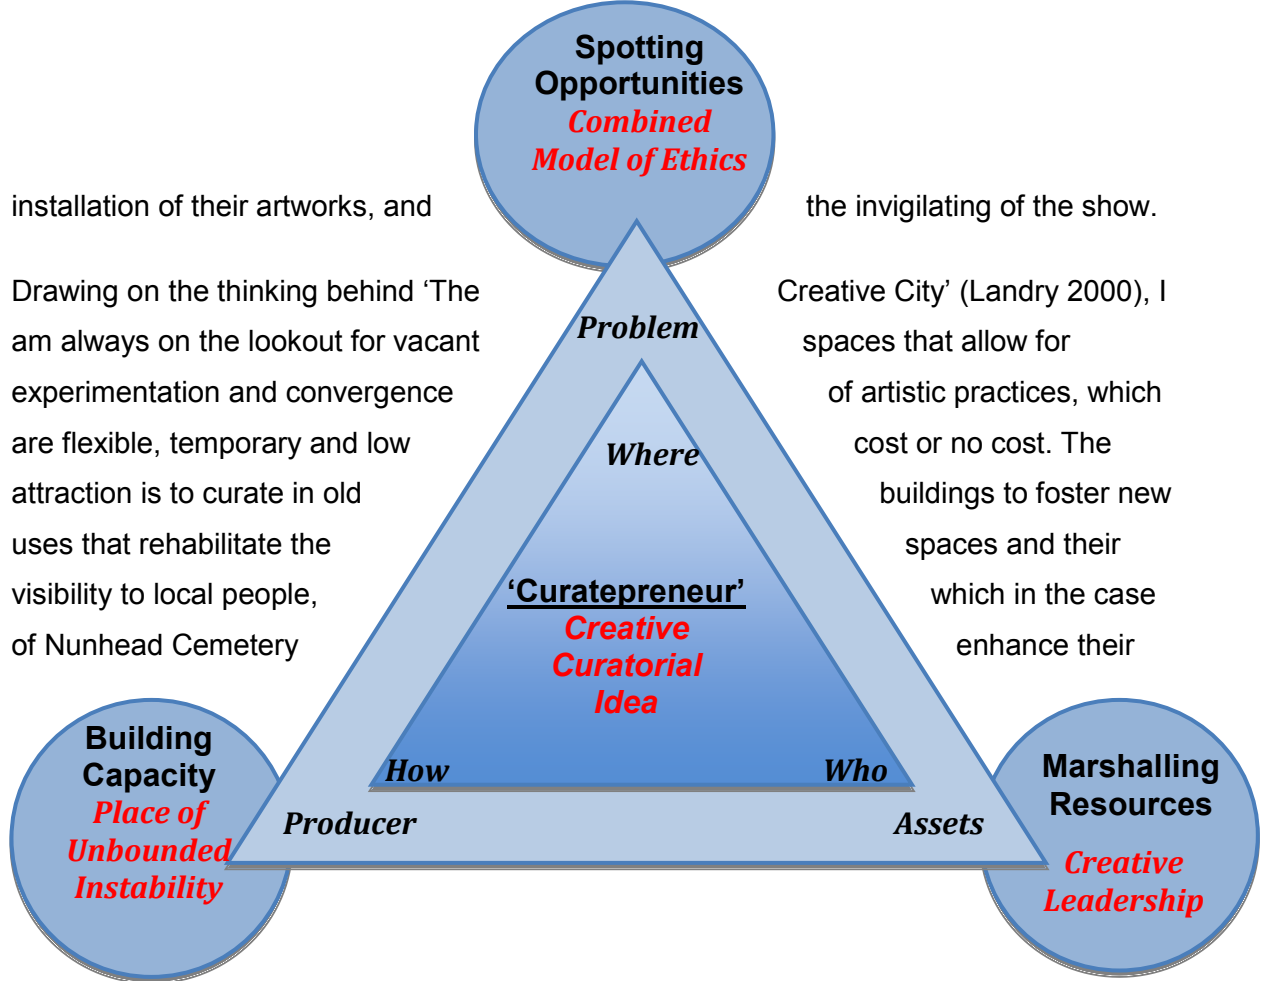 Spotting
Opportunities
Combined
Model of Ethics
installation of their artworks, and the invigilating of the show.
Drawing on the thinking behind ‘The Creative City’ (Landry 2000), I
am always on the lookout for vacant spaces that allow for
experimentation and convergence of artistic practices, which
are flexible, temporary and low cost or no cost. The
attraction is to curate in old buildings to foster new
uses that rehabilitate the spaces and their
visibility to local people, which in the case
of Nunhead Cemetery enhance their
Problem
Where
‘Curatepreneur’
Creative
Curatorial
Idea
How
Who
Producer
Assets
Building
Capacity
Place of
Unbounded
Instability
Marshalling
Resources
Creative
Leadership